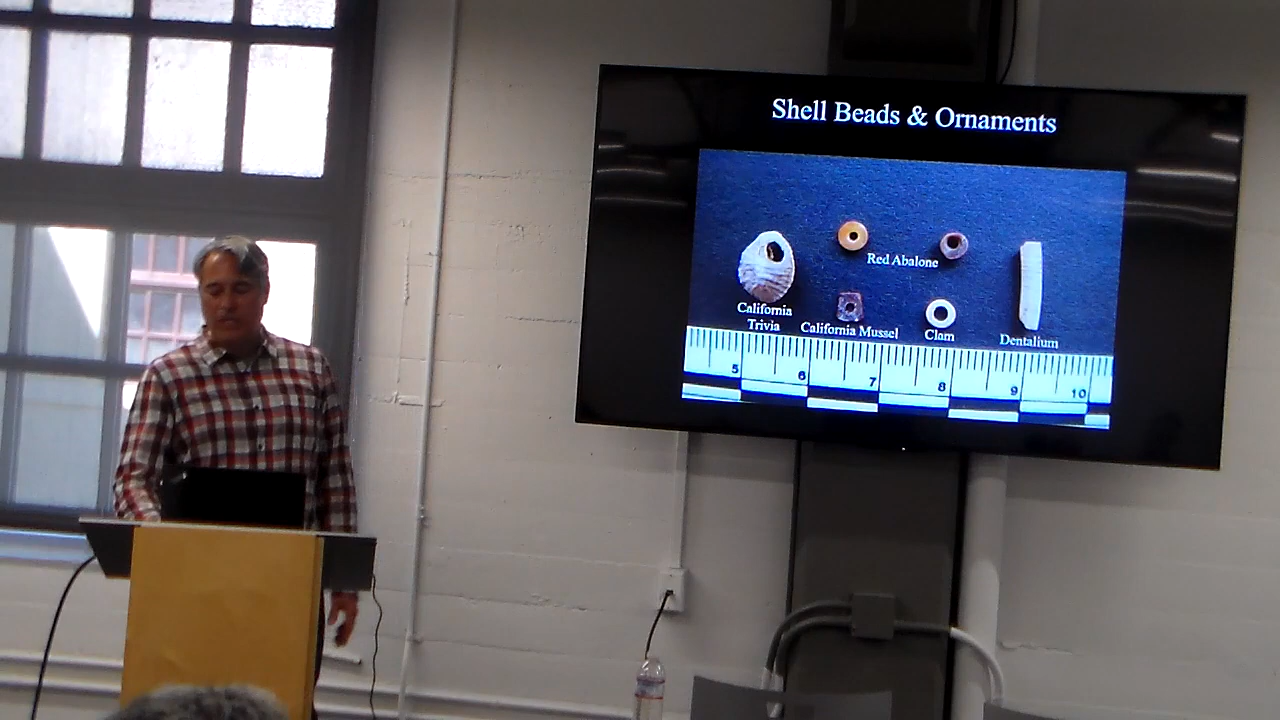 Shell Beads & Ornaments
Red Abalone
California
Trivia
California Mussel
Clam
Dentalium
5 6 7 8 9 10